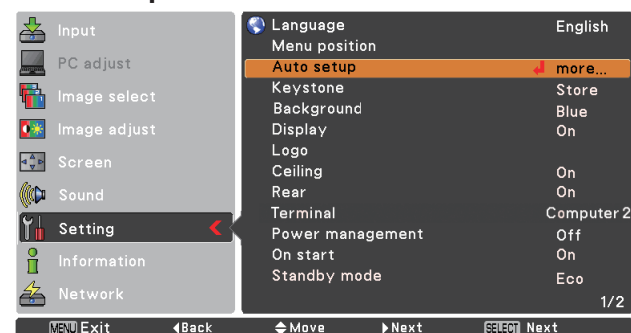 Input
PC adjust
Image select
Image adjust
Screen
Sound
Setting
Information
Network
Language English
Menu position
Auto setup more...
Keystone Store
Background Blue
Display On
Logo
Ceiling On
Rear On
Terminal Computer 2
Power management Off
On start On
Standby mode Eco
1/2
MENU Exit ◀Back Move ▶Next SELECT Next